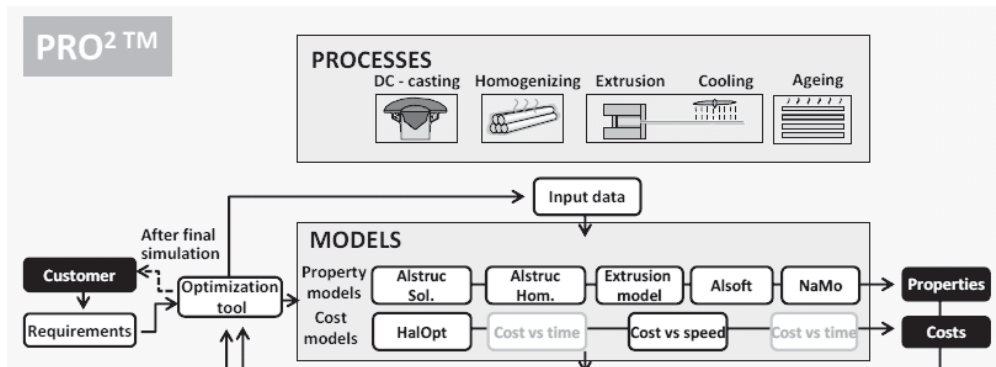 PRO² ™
PROCESSES
DC - casting Homogenizing Extrusion Cooling Ageing
Input data
After final
simulation
MODELS
Customer
Requirements
Optimization
tool
Property
models
Alstruc
Sol.
Alstruc
Hom.
Extrusion
model
Alsoft
NaMo
Properties
Cost
models
HalOpt
Cost vs time
Cost vs speed
Cost vs time
Costs